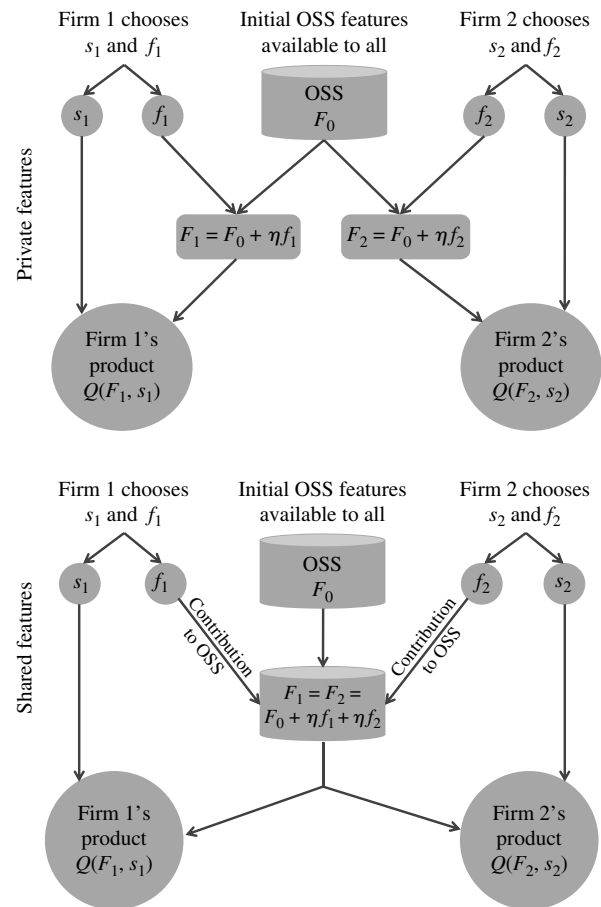 Firm 1 chooses
s₁ and f₁
Initial OSS features
available to all
Firm 2 chooses
s₂ and f₂
OSS
F₀
s₁
f₁
f₂
s₂
Private features
F₁ = F₀ + ηf₁
F₂ = F₀ + ηf₂
Firm 1's
product
Q(F₁, s₁)
Firm 2's
product
Q(F₂, s₂)
Firm 1 chooses
s₁ and f₁
Initial OSS features
available to all
Firm 2 chooses
s₂ and f₂
OSS
F₀
s₁
f₁
f₂
s₂
Contribution
to OSS
Contribution
to OSS
Shared features
F₁ = F₂ =
F₀ + ηf₁ + ηf₂
Firm 1's
product
Q(F₁, s₁)
Firm 2's
product
Q(F₂, s₂)